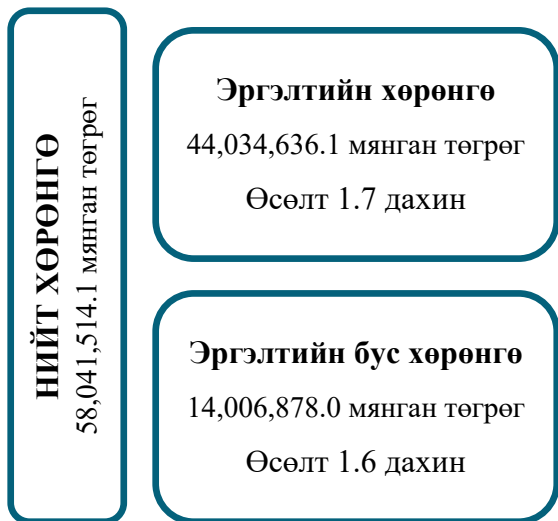 НИЙТ ХӨРӨНГӨ
58,041,514.1 мянган төгрөг
Эргэлтийн хөрөнгө
44,034,636.1 мянган төгрөг
Өсөлт 1.7 дахин
Эргэлтийн бус хөрөнгө
14,006,878.0 мянган төгрөг
Өсөлт 1.6 дахин